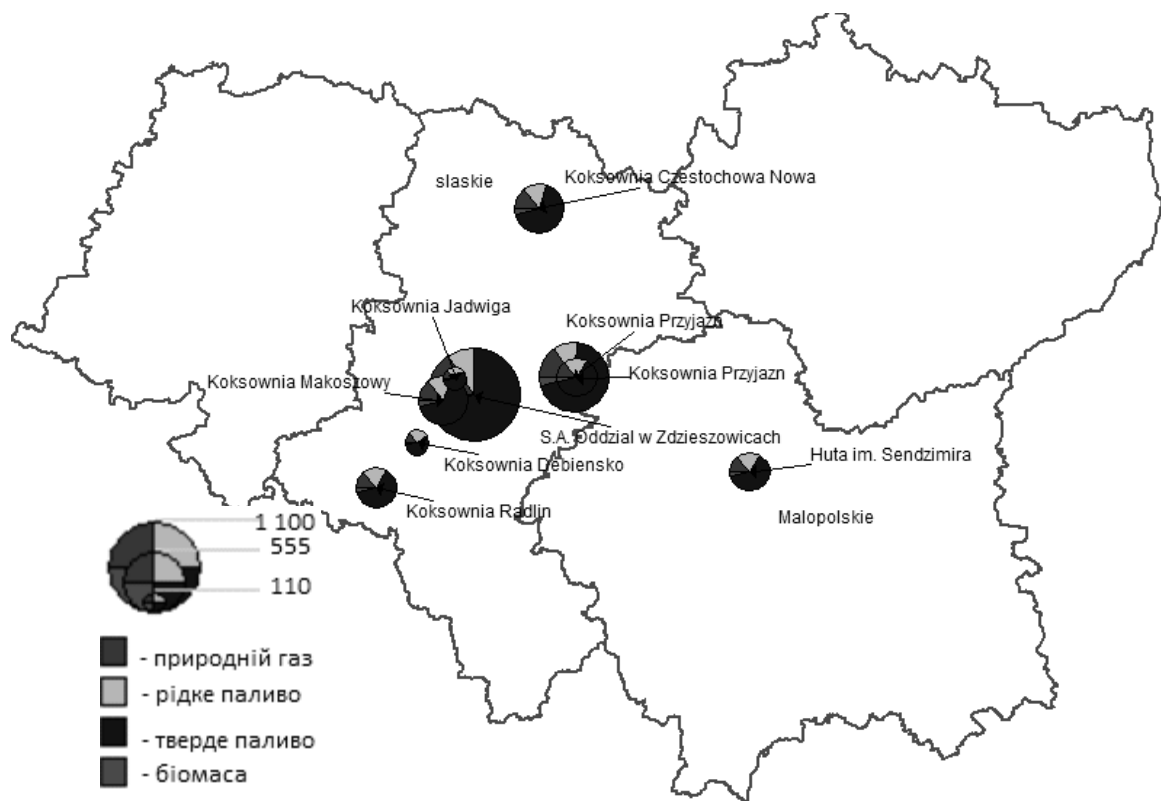 slaskie
Koksownia Częstochowa Nowa
Koksownia Jadwiga
Koksownia Przyjazn
Koksownia Makoszowy
Koksownia Przyjazn
S.A. Oddzial w Zdzieszowicach
Koksownia Debiensko
Huta im. Sendzimira
Koksownia Radlin
Malopolskie
1 100
555
110
- природній газ
- рідке паливо
- тверде паливо
- біомаса